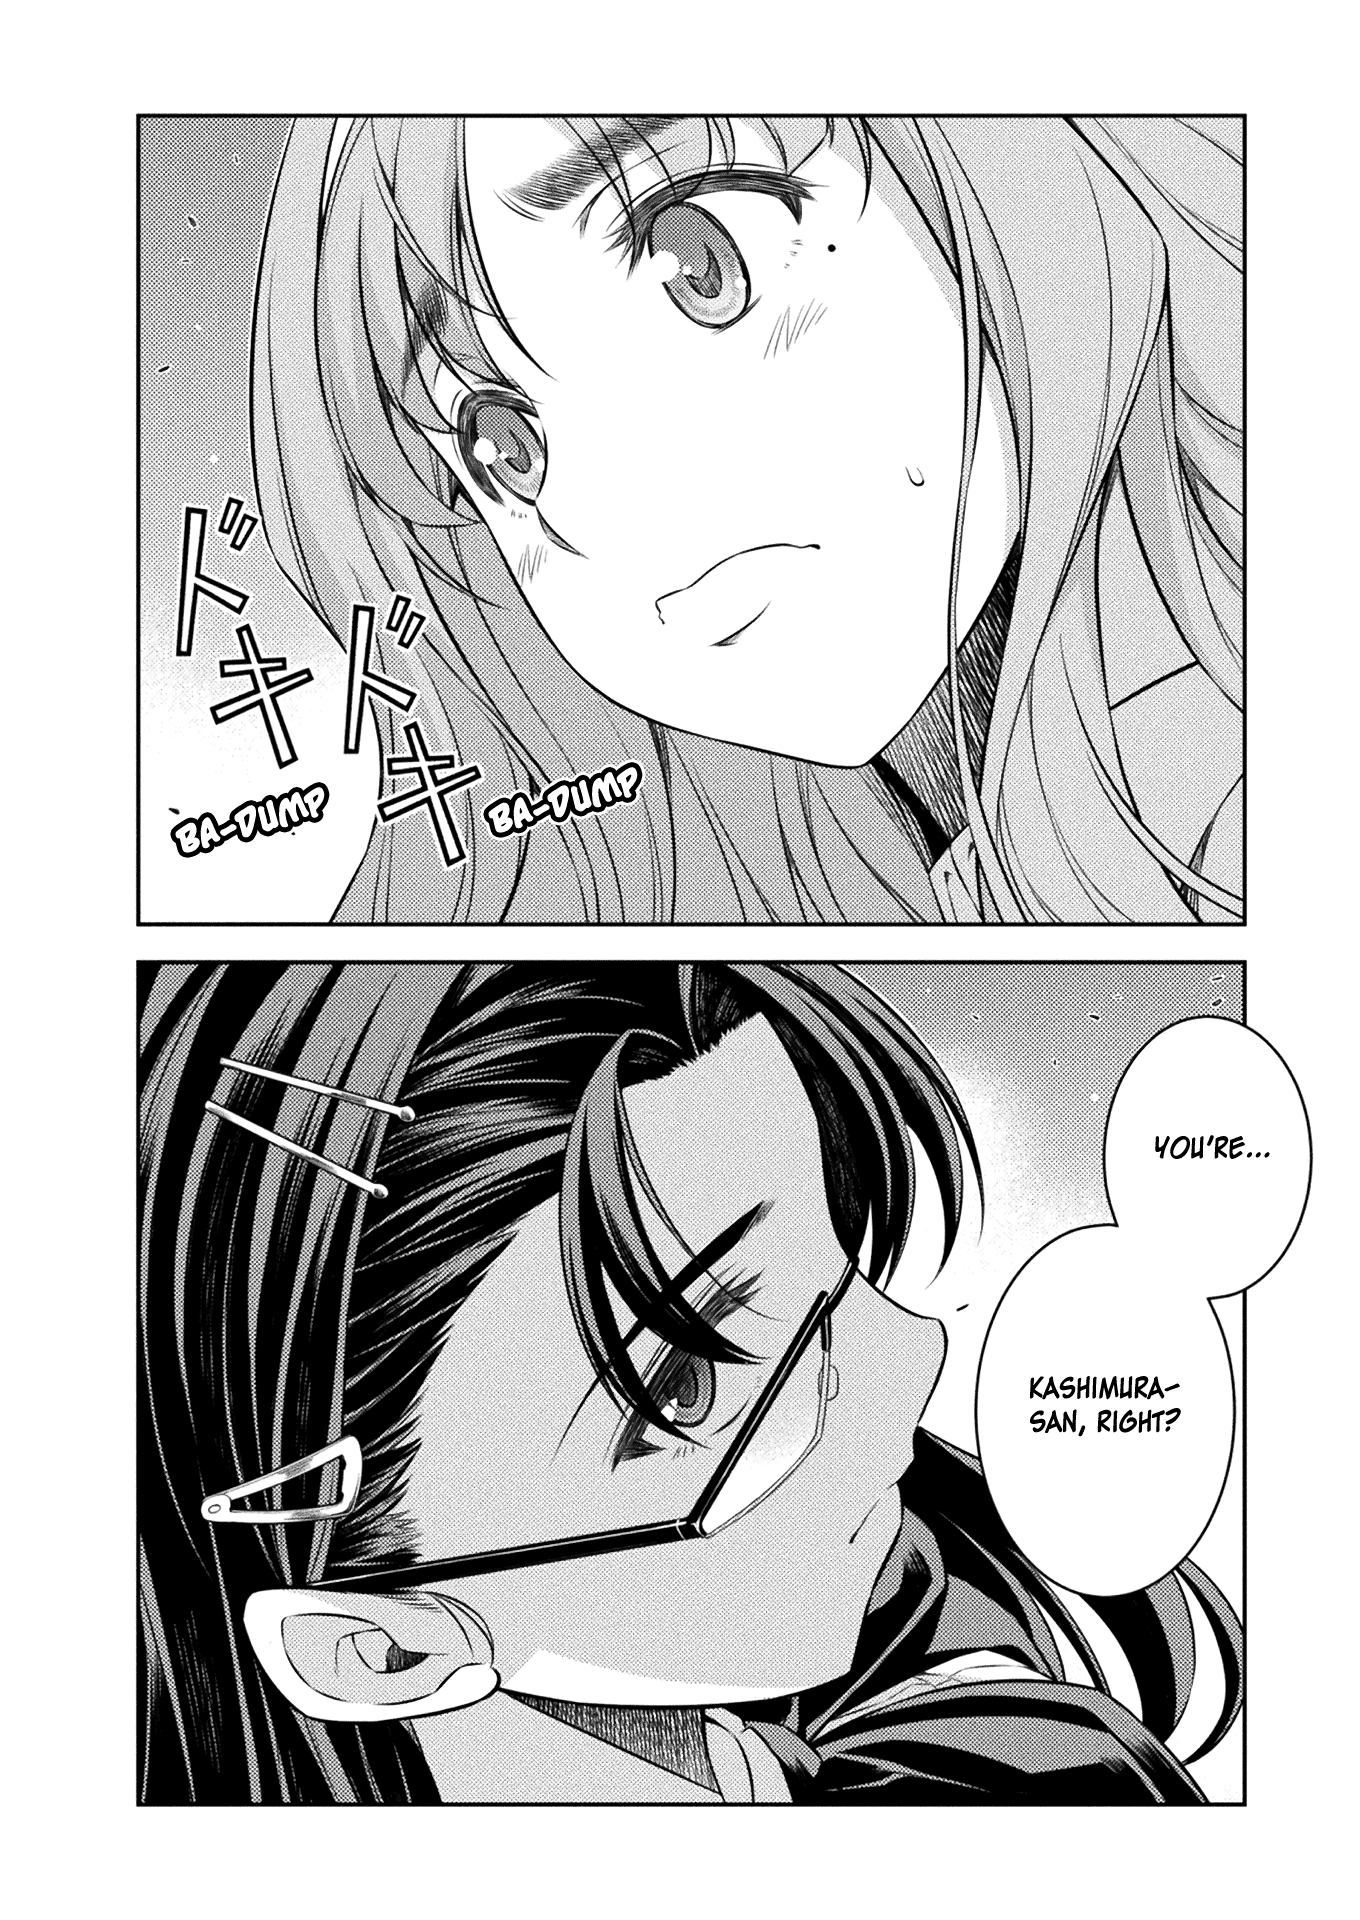 ドキ
ドキ
BA-DUMP
BA-DUMP
YOU'RE...
KASHIMURA-
SAN, RIGHT?